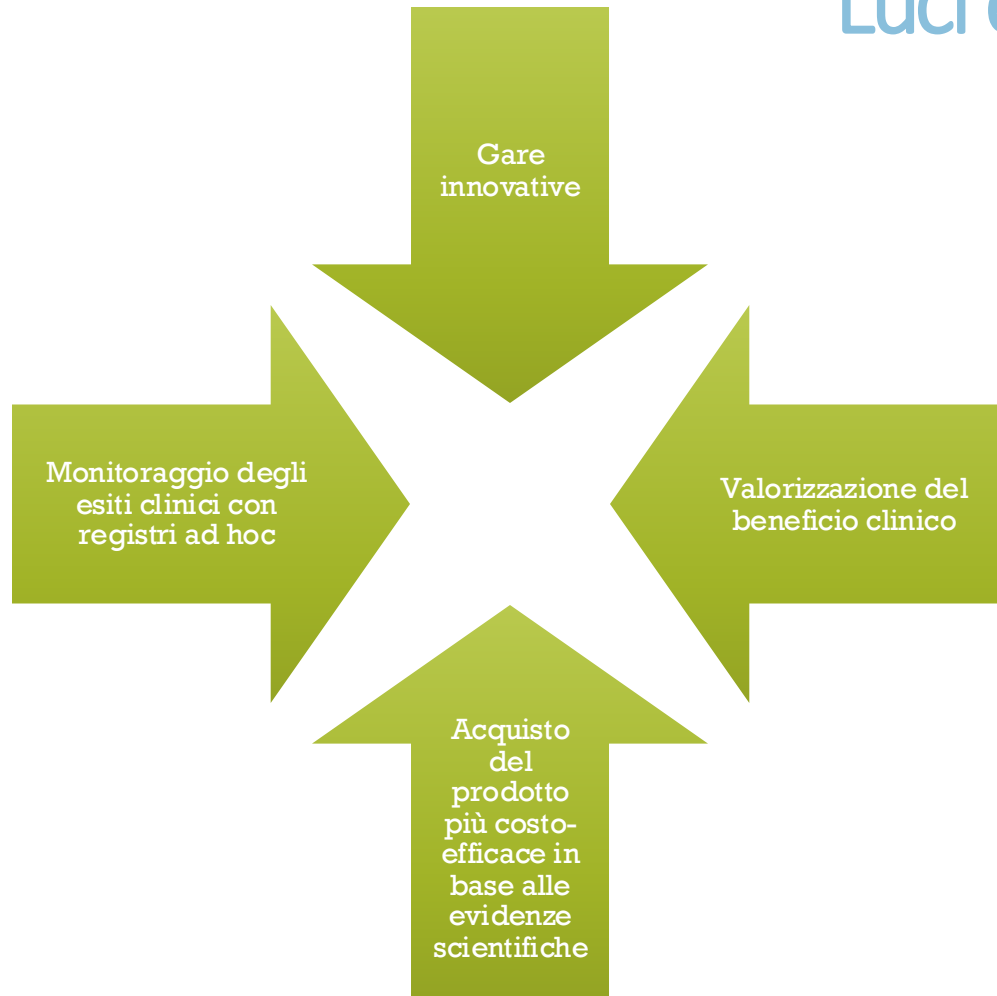 Luci
Gare
innovative
Monitoraggio degli
esiti clinici con
registri ad hoc
Valorizzazione del
beneficio clinico
Acquisto
del
prodotto
più costo-
efficace in
base alle
evidenze
scientifiche